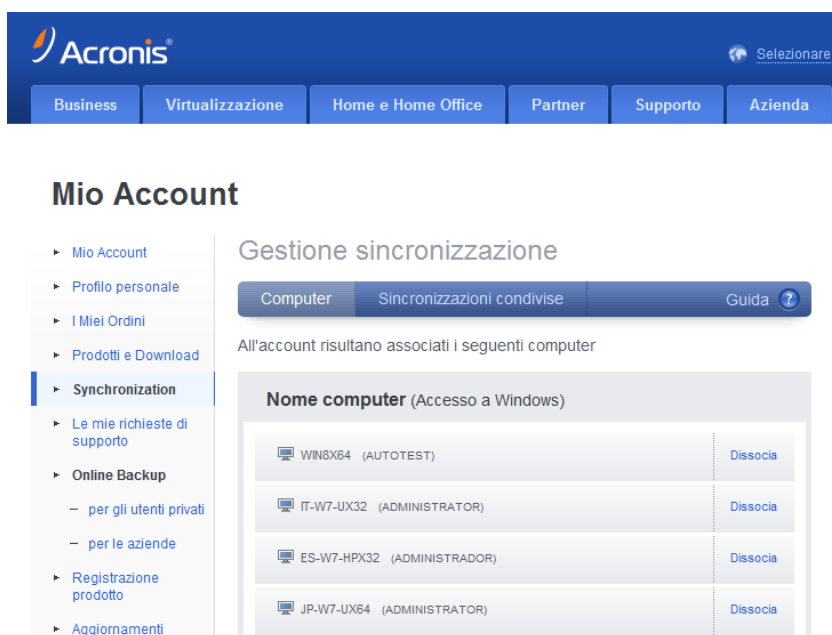 Acronis®
Selezionare
Business
Virtualizzazione
Home e Home Office
Partner
Supporto
Azienda
Mio Account
Mio Account
Profilo personale
I Miei Ordini
Prodotti e Download
Synchronization
Le mie richieste di
supporto
Online Backup
– per gli utenti privati
– per le aziende
Registrazione
prodotto
Aggiornamenti
Gestione sincronizzazione
Computer
Sincronizzazioni condivise
Guida ?
All'account risultano associati i seguenti computer
Nome computer (Accesso a Windows)
WIN8X64 (AUTOTEST) Dissocia
IT-W7-UX32 (ADMINISTRATOR) Dissocia
ES-W7-HPX32 (ADMINISTRADOR) Dissocia
JP-W7-UX64 (ADMINISTRATOR) Dissocia